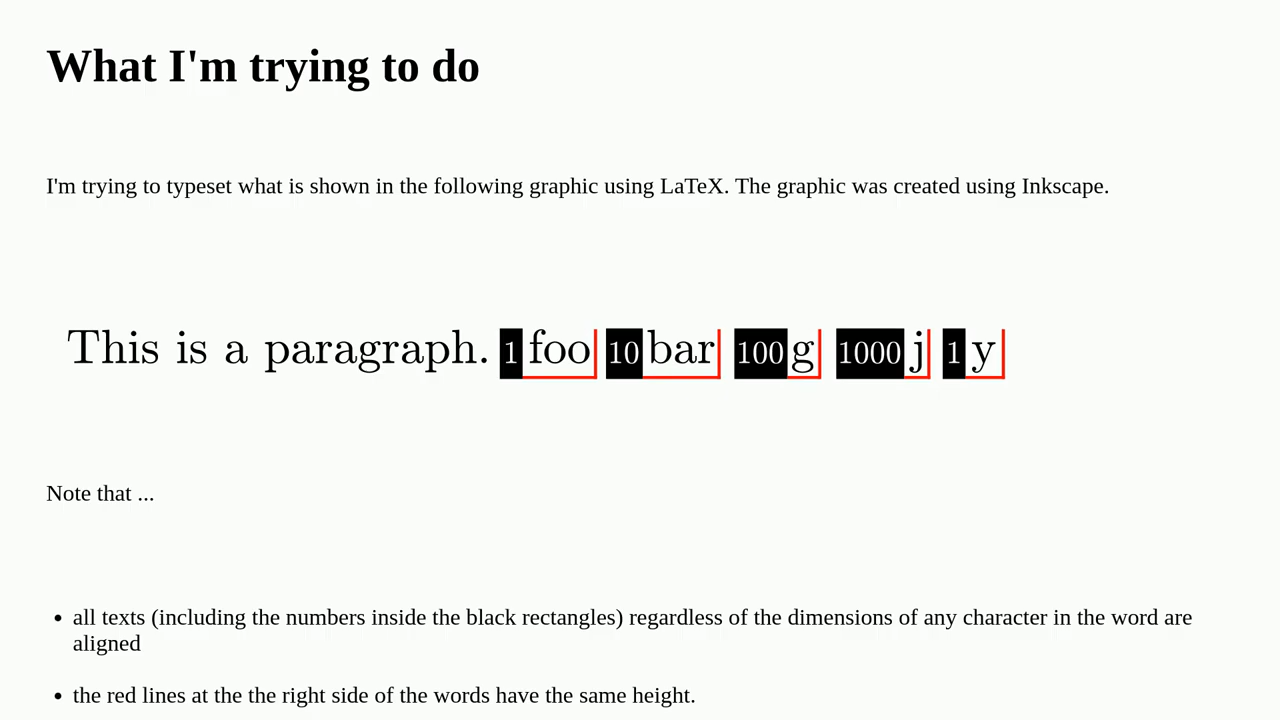 What I'm trying to do
I'm trying to typeset what is shown in the following graphic using LaTeX. The graphic was created using Inkscape.
This is a paragraph. 1 foo 10 bar 100 g 1000 j 1 y
Note that ...
• all texts (including the numbers inside the black rectangles) regardless of the dimensions of any character in the word are
aligned
• the red lines at the the right side of the words have the same height.